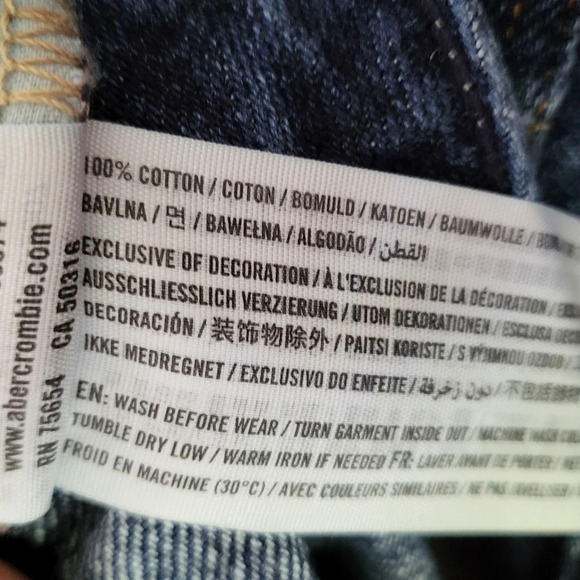 www.abercrombie.com
RN 75654 CA 50316
100% COTTON / COTON / BOMULD / KATOEN / BAUMWOLLE /
BAVLNA / 면 / BAWEŁNA / ALGODÃO / القطن
EXCLUSIVE OF DECORATION / À L'EXCLUSION DE LA DÉCORATION /
AUSSCHLIESSLICH VERZIERUNG / UTOM DEKORATIONEN / ESCLUSA
DECORACIÓN / 装饰物除外 / PAITSI KORISTE / S
IKKE MEDREGNET / EXCLUSIVO DO ENFEITE / دون زخرفة /
EN: WASH BEFORE WEAR / TURN GARMENT INSIDE OUT / MACHINE WASH
TUMBLE DRY LOW / WARM IRON IF NEEDED FR: LAVER AVANT DE PORTER /
FROID EN MACHINE (30°C) / AVEC COULEURS SIMILAIRES / NE PAS JAVELLISER /